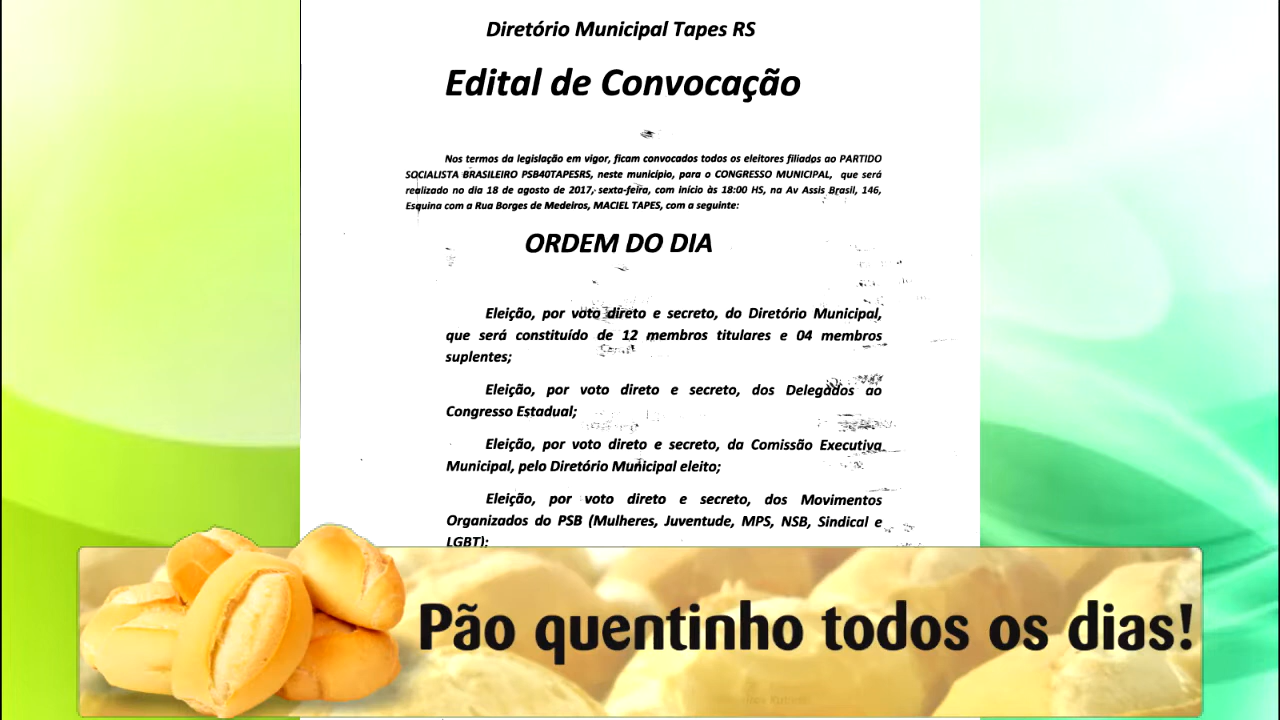 Diretório Municipal Tapes RS
Edital de Convocação
Nos termos da legislação em vigor, ficam convocados todos os eleitores filiados ao PARTIDO
SOCIALISTA BRASILEIRO PSB40TAPESRS, neste município, para o CONGRESSO MUNICIPAL, que será
realizado no dia 18 de agosto de 2017, sexta-feira, com início às 18:00 HS, na Av Assis Brasil, 146,
Esquina com a Rua Borges de Medeiros, MACIEL TAPES, com a seguinte:
ORDEM DO DIA
Eleição, por voto direto e secreto, do Diretório Municipal,
que será constituído de 12 membros titulares e 04 membros
suplentes;
Eleição, por voto direto e secreto, dos Delegados ao
Congresso Estadual;
Eleição, por voto direto e secreto, da Comissão Executiva
Municipal, pelo Diretório Municipal eleito;
Eleição, por voto direto e secreto, dos Movimentos
Organizados do PSB (Mulheres, Juventude, MPS, NSB, Sindical e
LGBT);
Pão quentinho todos os dias!